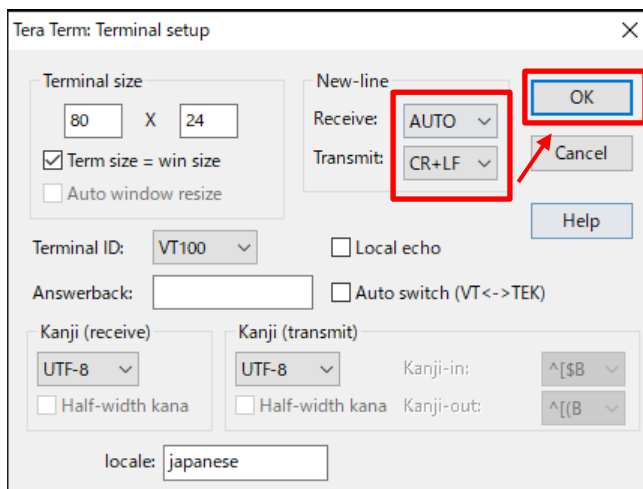 Tera Term: Terminal setup
Terminal size
80 X 24
Term size = win size
Auto window resize
New-line
Receive: AUTO
Transmit: CR+LF
OK
Cancel
Help
Terminal ID: VT100
Local echo
Answerback:
Auto switch (VT<->TEK)
Kanji (receive)
UTF-8
Half-width kana
Kanji (transmit)
UTF-8
Half-width kana
Kanji-in: ^[$B
Kanji-out: ^[(B
locale: japanese